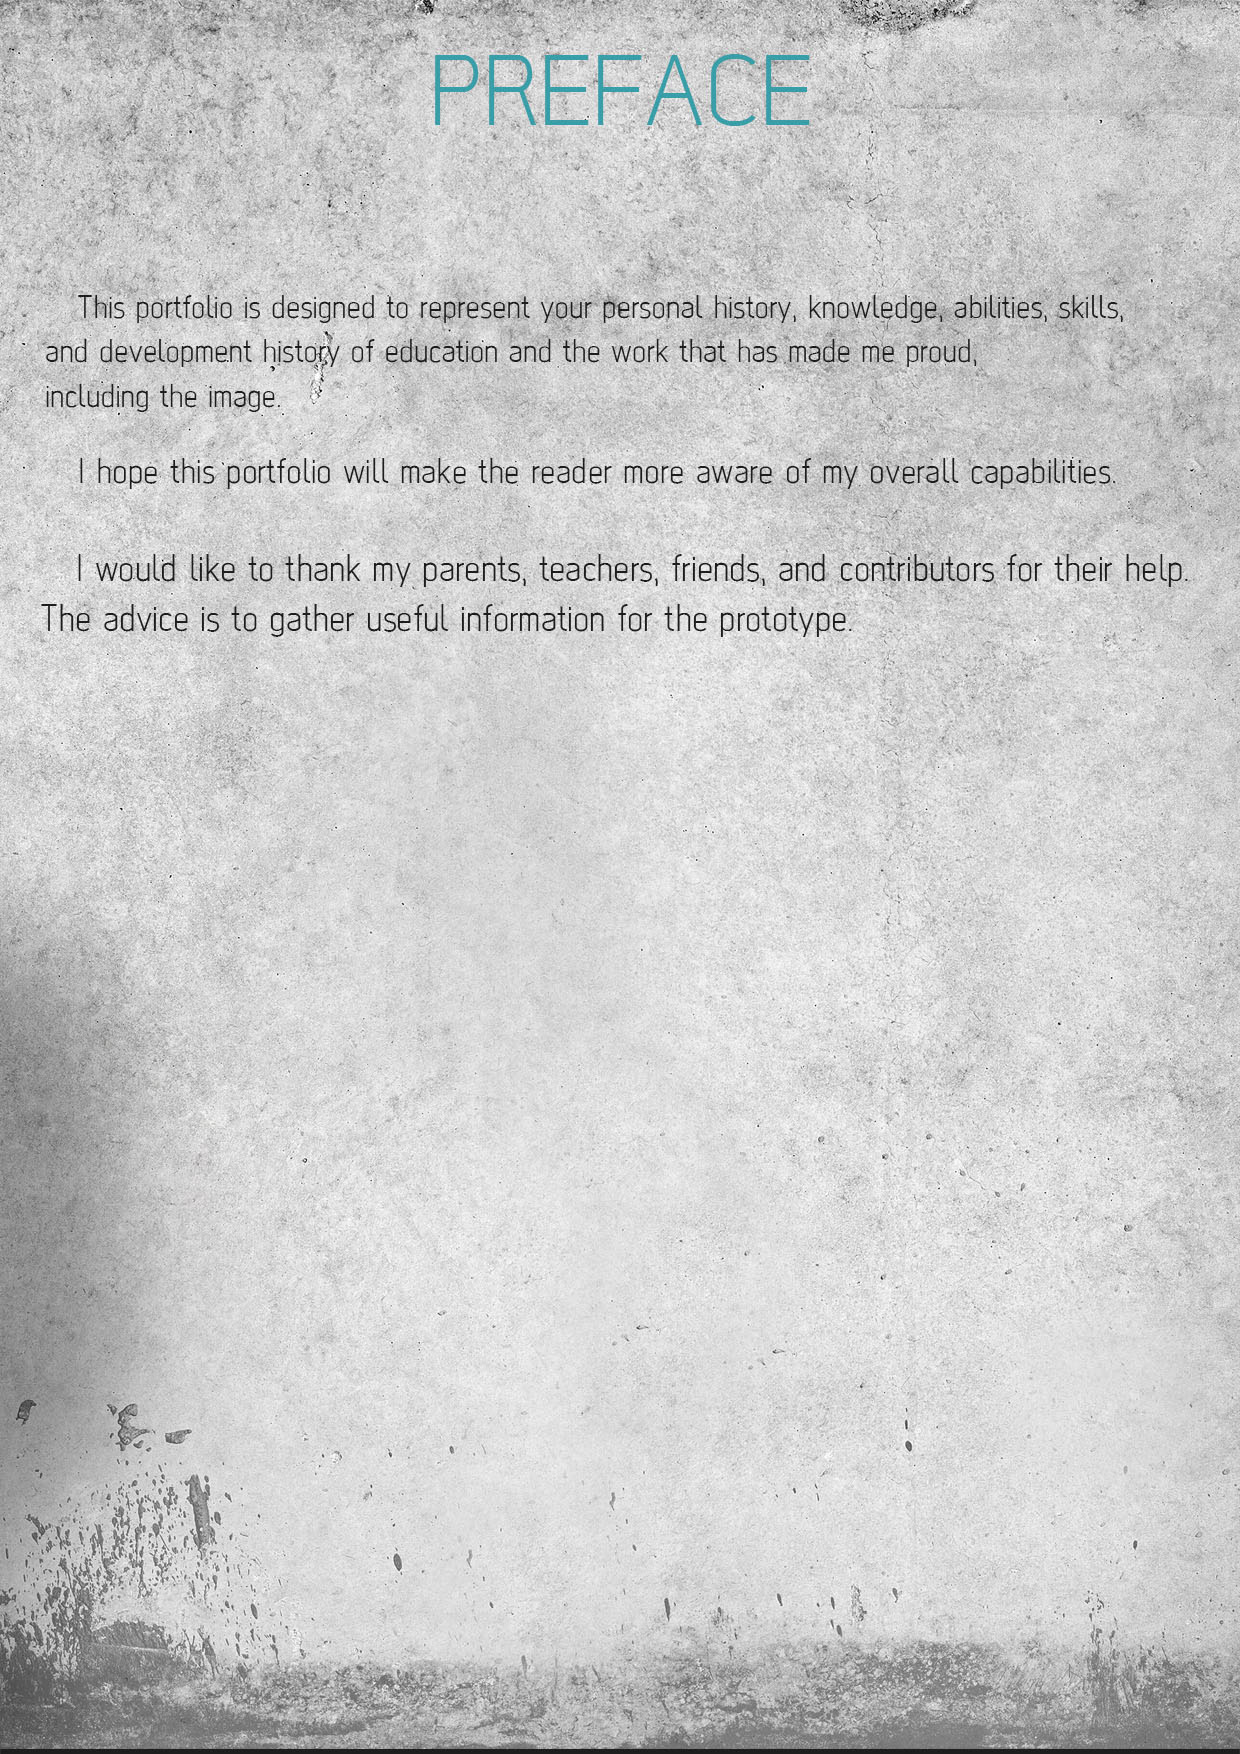 PREFACE
This portfolio is designed to represent your personal history, knowledge, abilities, skills,
and development history of education and the work that has made me proud,
including the image.
I hope this portfolio will make the reader more aware of my overall capabilities.
I would like to thank my parents, teachers, friends, and contributors for their help.
The advice is to gather useful information for the prototype.